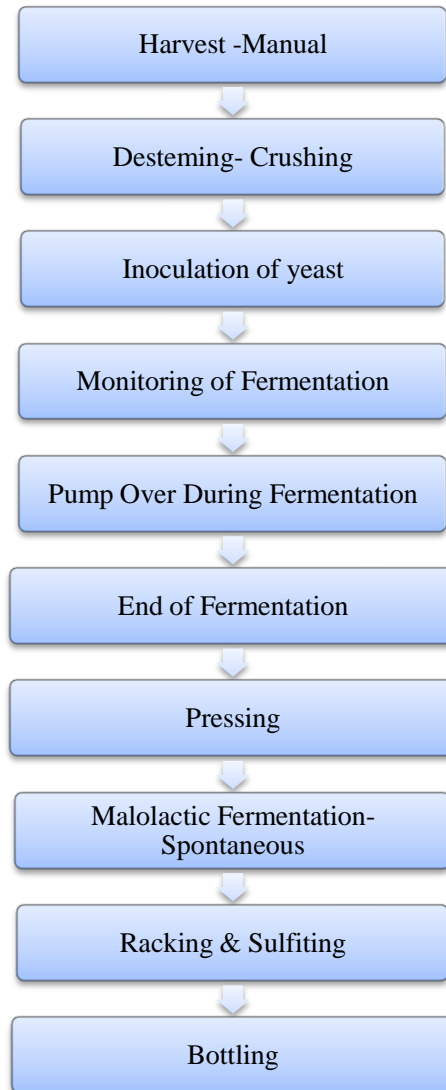 Harvest -Manual
Desteming- Crushing
Inoculation of yeast
Monitoring of Fermentation
Pump Over During Fermentation
End of Fermentation
Pressing
Malolactic Fermentation-
Spontaneous
Racking & Sulfiting
Bottling